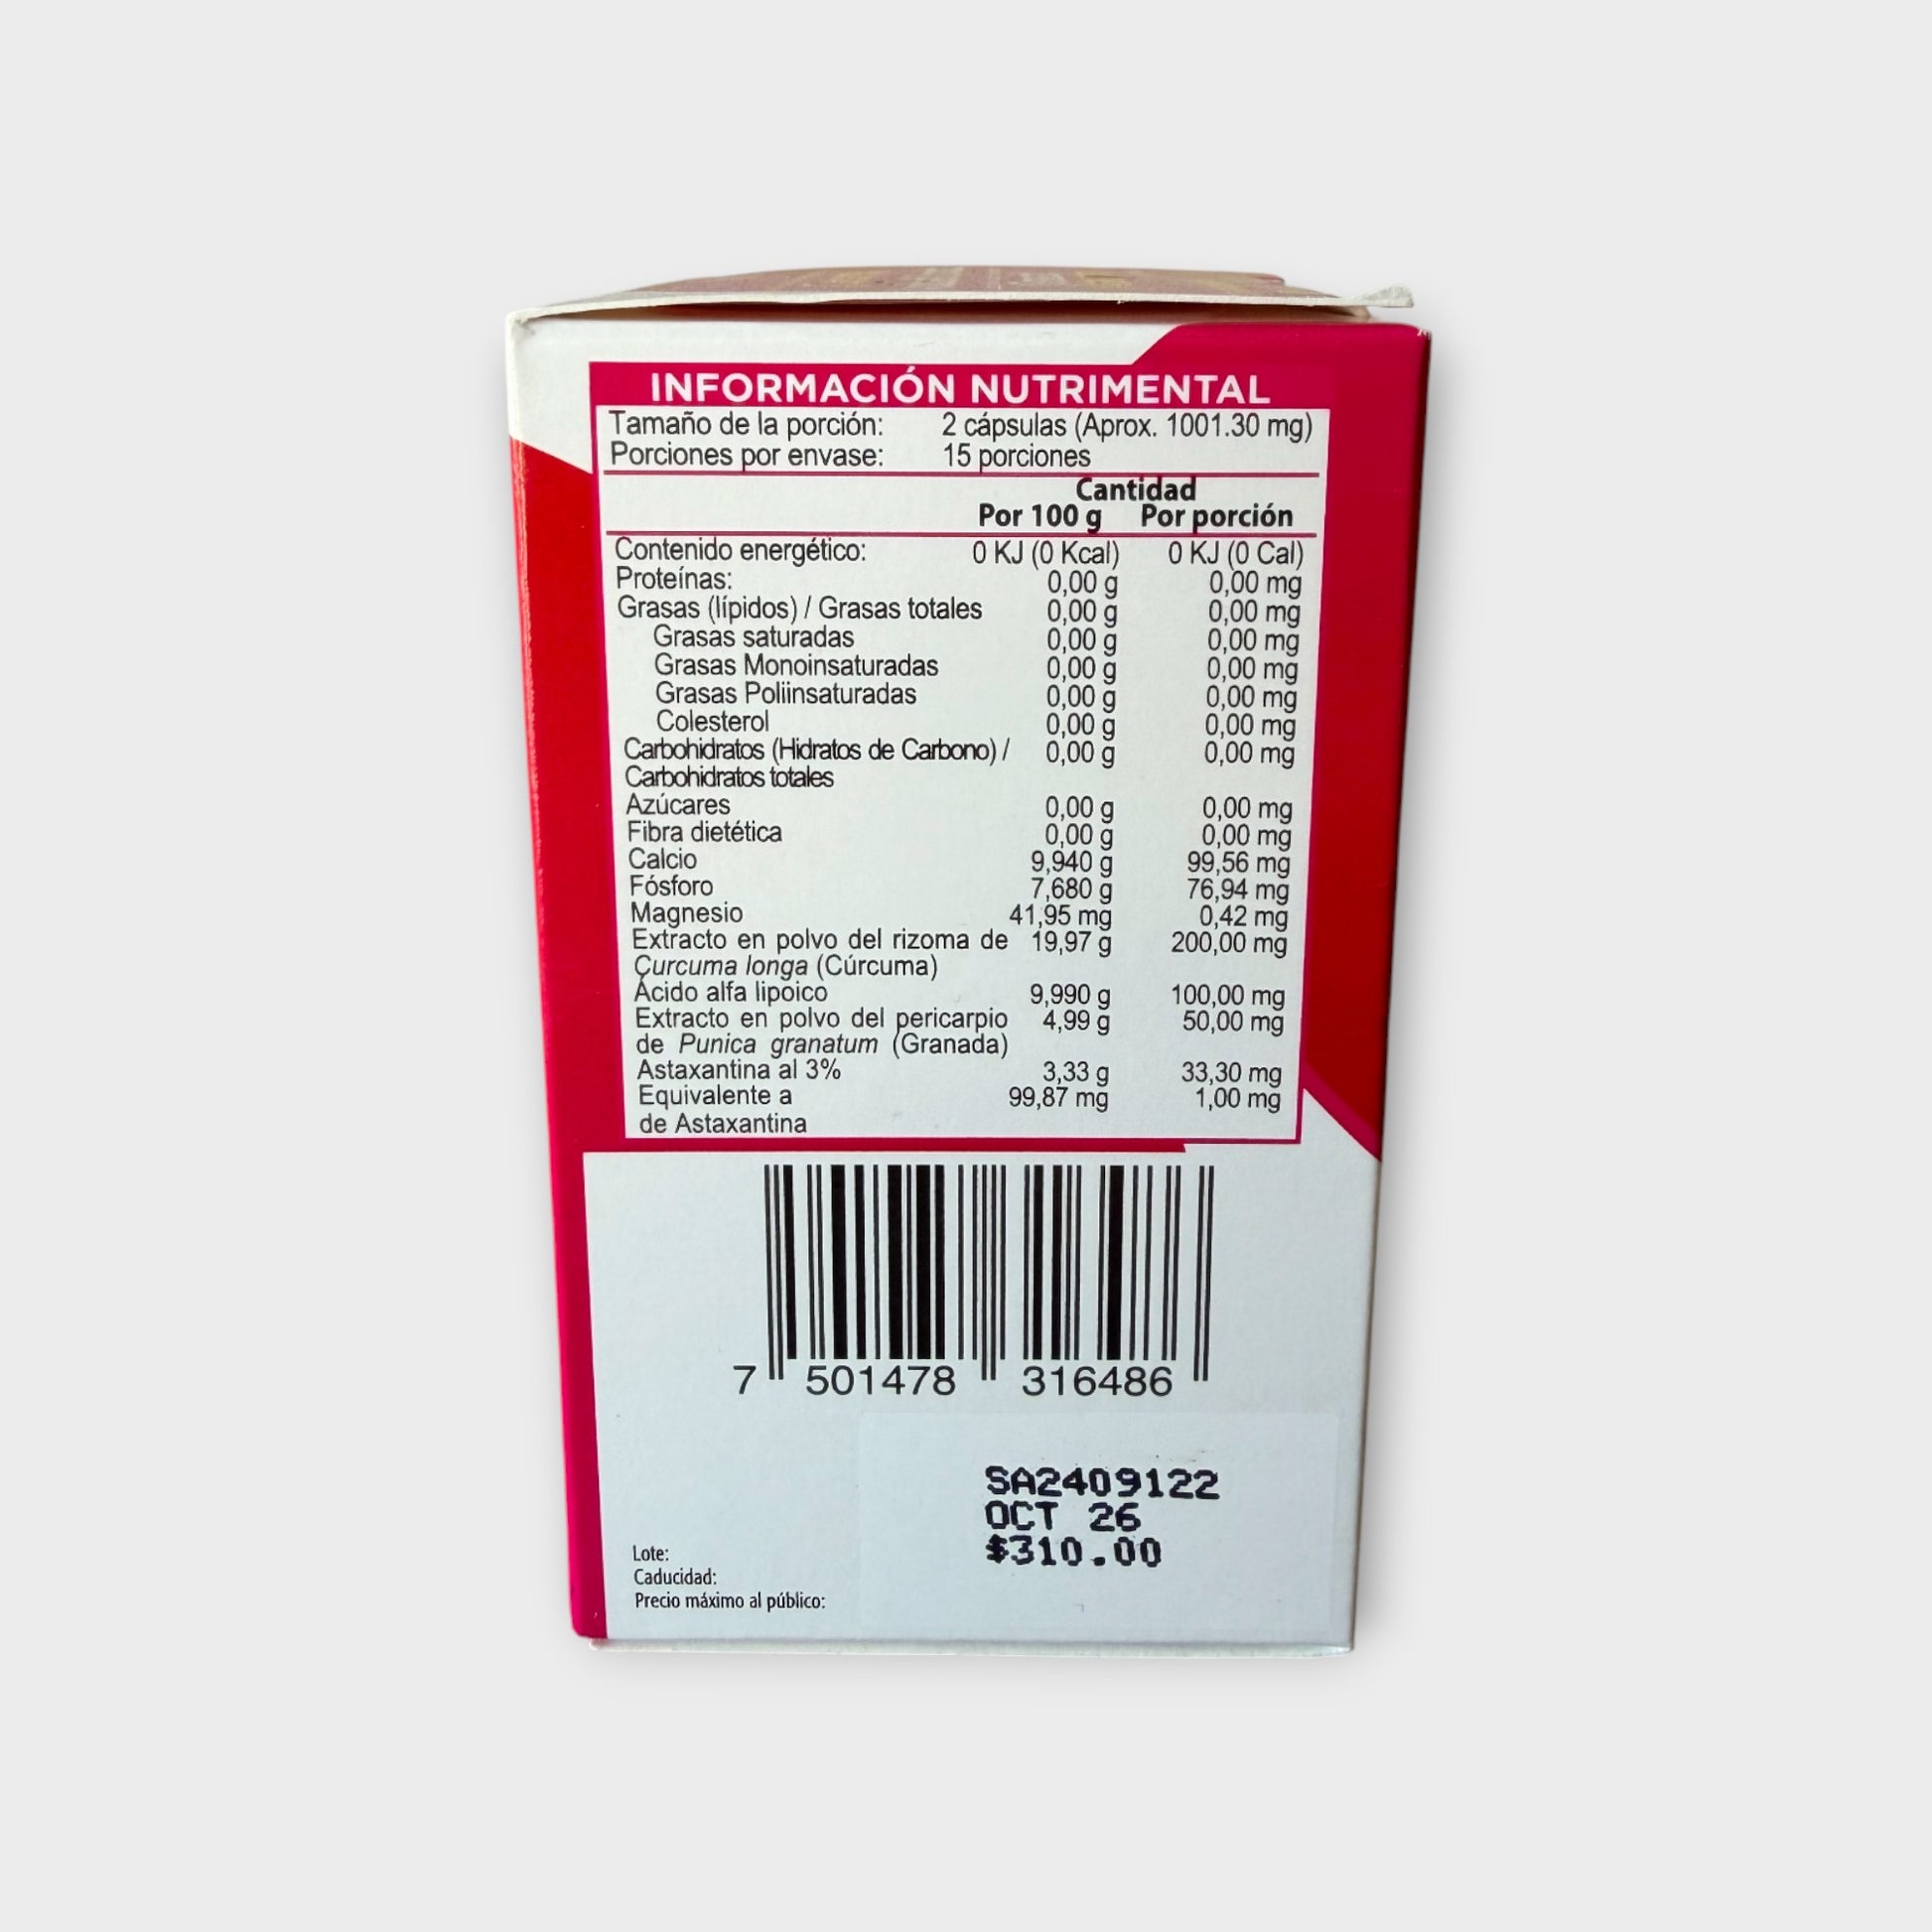 INFORMACIÓN NUTRIMENTAL
Tamaño de la porción: 2 cápsulas (Aprox. 1001.30 mg)
Porciones por envase: 15 porciones
Cantidad
Por 100 g Por porción
Contenido energético: 0 KJ (0 Kcal) 0 KJ (0 Cal)
Proteínas: 0,00 g 0,00 mg
Grasas (lípidos) / Grasas totales 0,00 g 0,00 mg
Grasas saturadas 0,00 g 0,00 mg
Grasas Monoinsaturadas 0,00 g 0,00 mg
Grasas Poliinsaturadas 0,00 g 0,00 mg
Colesterol 0,00 g 0,00 mg
Carbohidratos (Hidratos de Carbono) / 0,00 g 0,00 mg
Carbohidratos totales
Azúcares 0,00 g 0,00 mg
Fibra dietética 0,00 g 0,00 mg
Calcio 9,940 g 99,56 mg
Fósforo 7,680 g 76,94 mg
Magnesio 41,95 mg 0,42 mg
Extracto en polvo del rizoma de 19,97 g 200,00 mg
Curcuma longa (Cúrcuma)
Ácido alfa lipoico 9,990 g 100,00 mg
Extracto en polvo del pericarpio 4,99 g 50,00 mg
de Punica granatum (Granada)
Astaxantina al 3% 3,33 g 33,30 mg
Equivalente a 99,87 mg 1,00 mg
de Astaxantina
7 501478 316486
SA2409122
OCT 26
$310.00
Lote:
Caducidad:
Precio máximo al público: